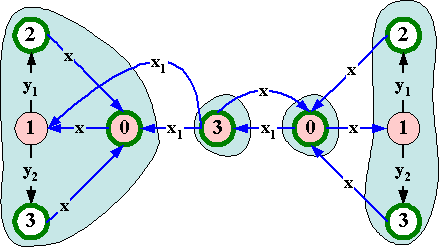 2 2
x x₁ x x
y₁ y₁
1 x 0 x₁ 3 x₁ 0 x 1
y₂ y₂
x x
3 3